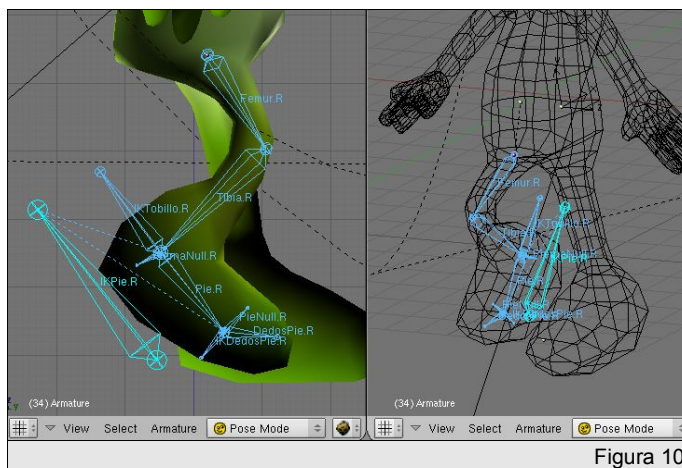 Femur.R
Tibia.R
IKTobillo.R
Pie.R
IKPie.R
PieNull.R
DedosPie.R
IKDedosPie.R
(34) Armature
View Select Armature Pose Mode
Femur.R
Pie.R
(34) Armature
View Select Armature Pose Mode
Figura 10